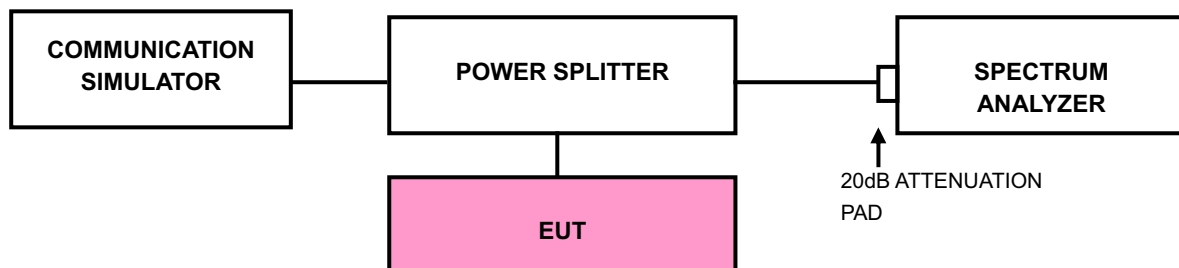 COMMUNICATION
SIMULATOR
POWER SPLITTER
SPECTRUM
ANALYZER
20dB ATTENUATION
PAD
EUT